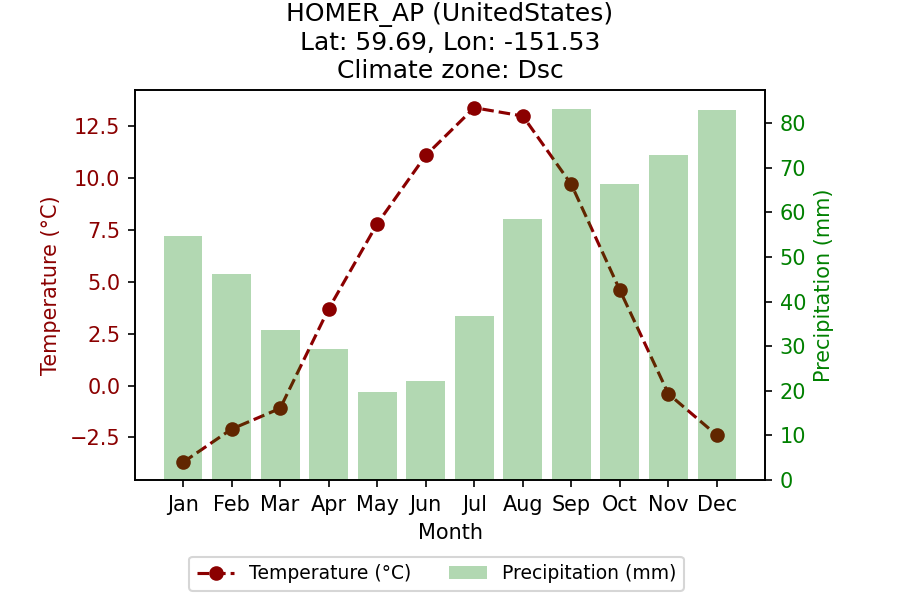 HOMER_AP (UnitedStates)
Lat: 59.69, Lon: -151.53
Climate zone: Dsc
12.5
10.0
7.5
5.0
2.5
0.0
−2.5
Temperature (°C)
80
70
60
50
40
30
20
10
0
Precipitation (mm)
Jan Feb Mar Apr May Jun Jul Aug Sep Oct Nov Dec
Month
Temperature (°C) Precipitation (mm)